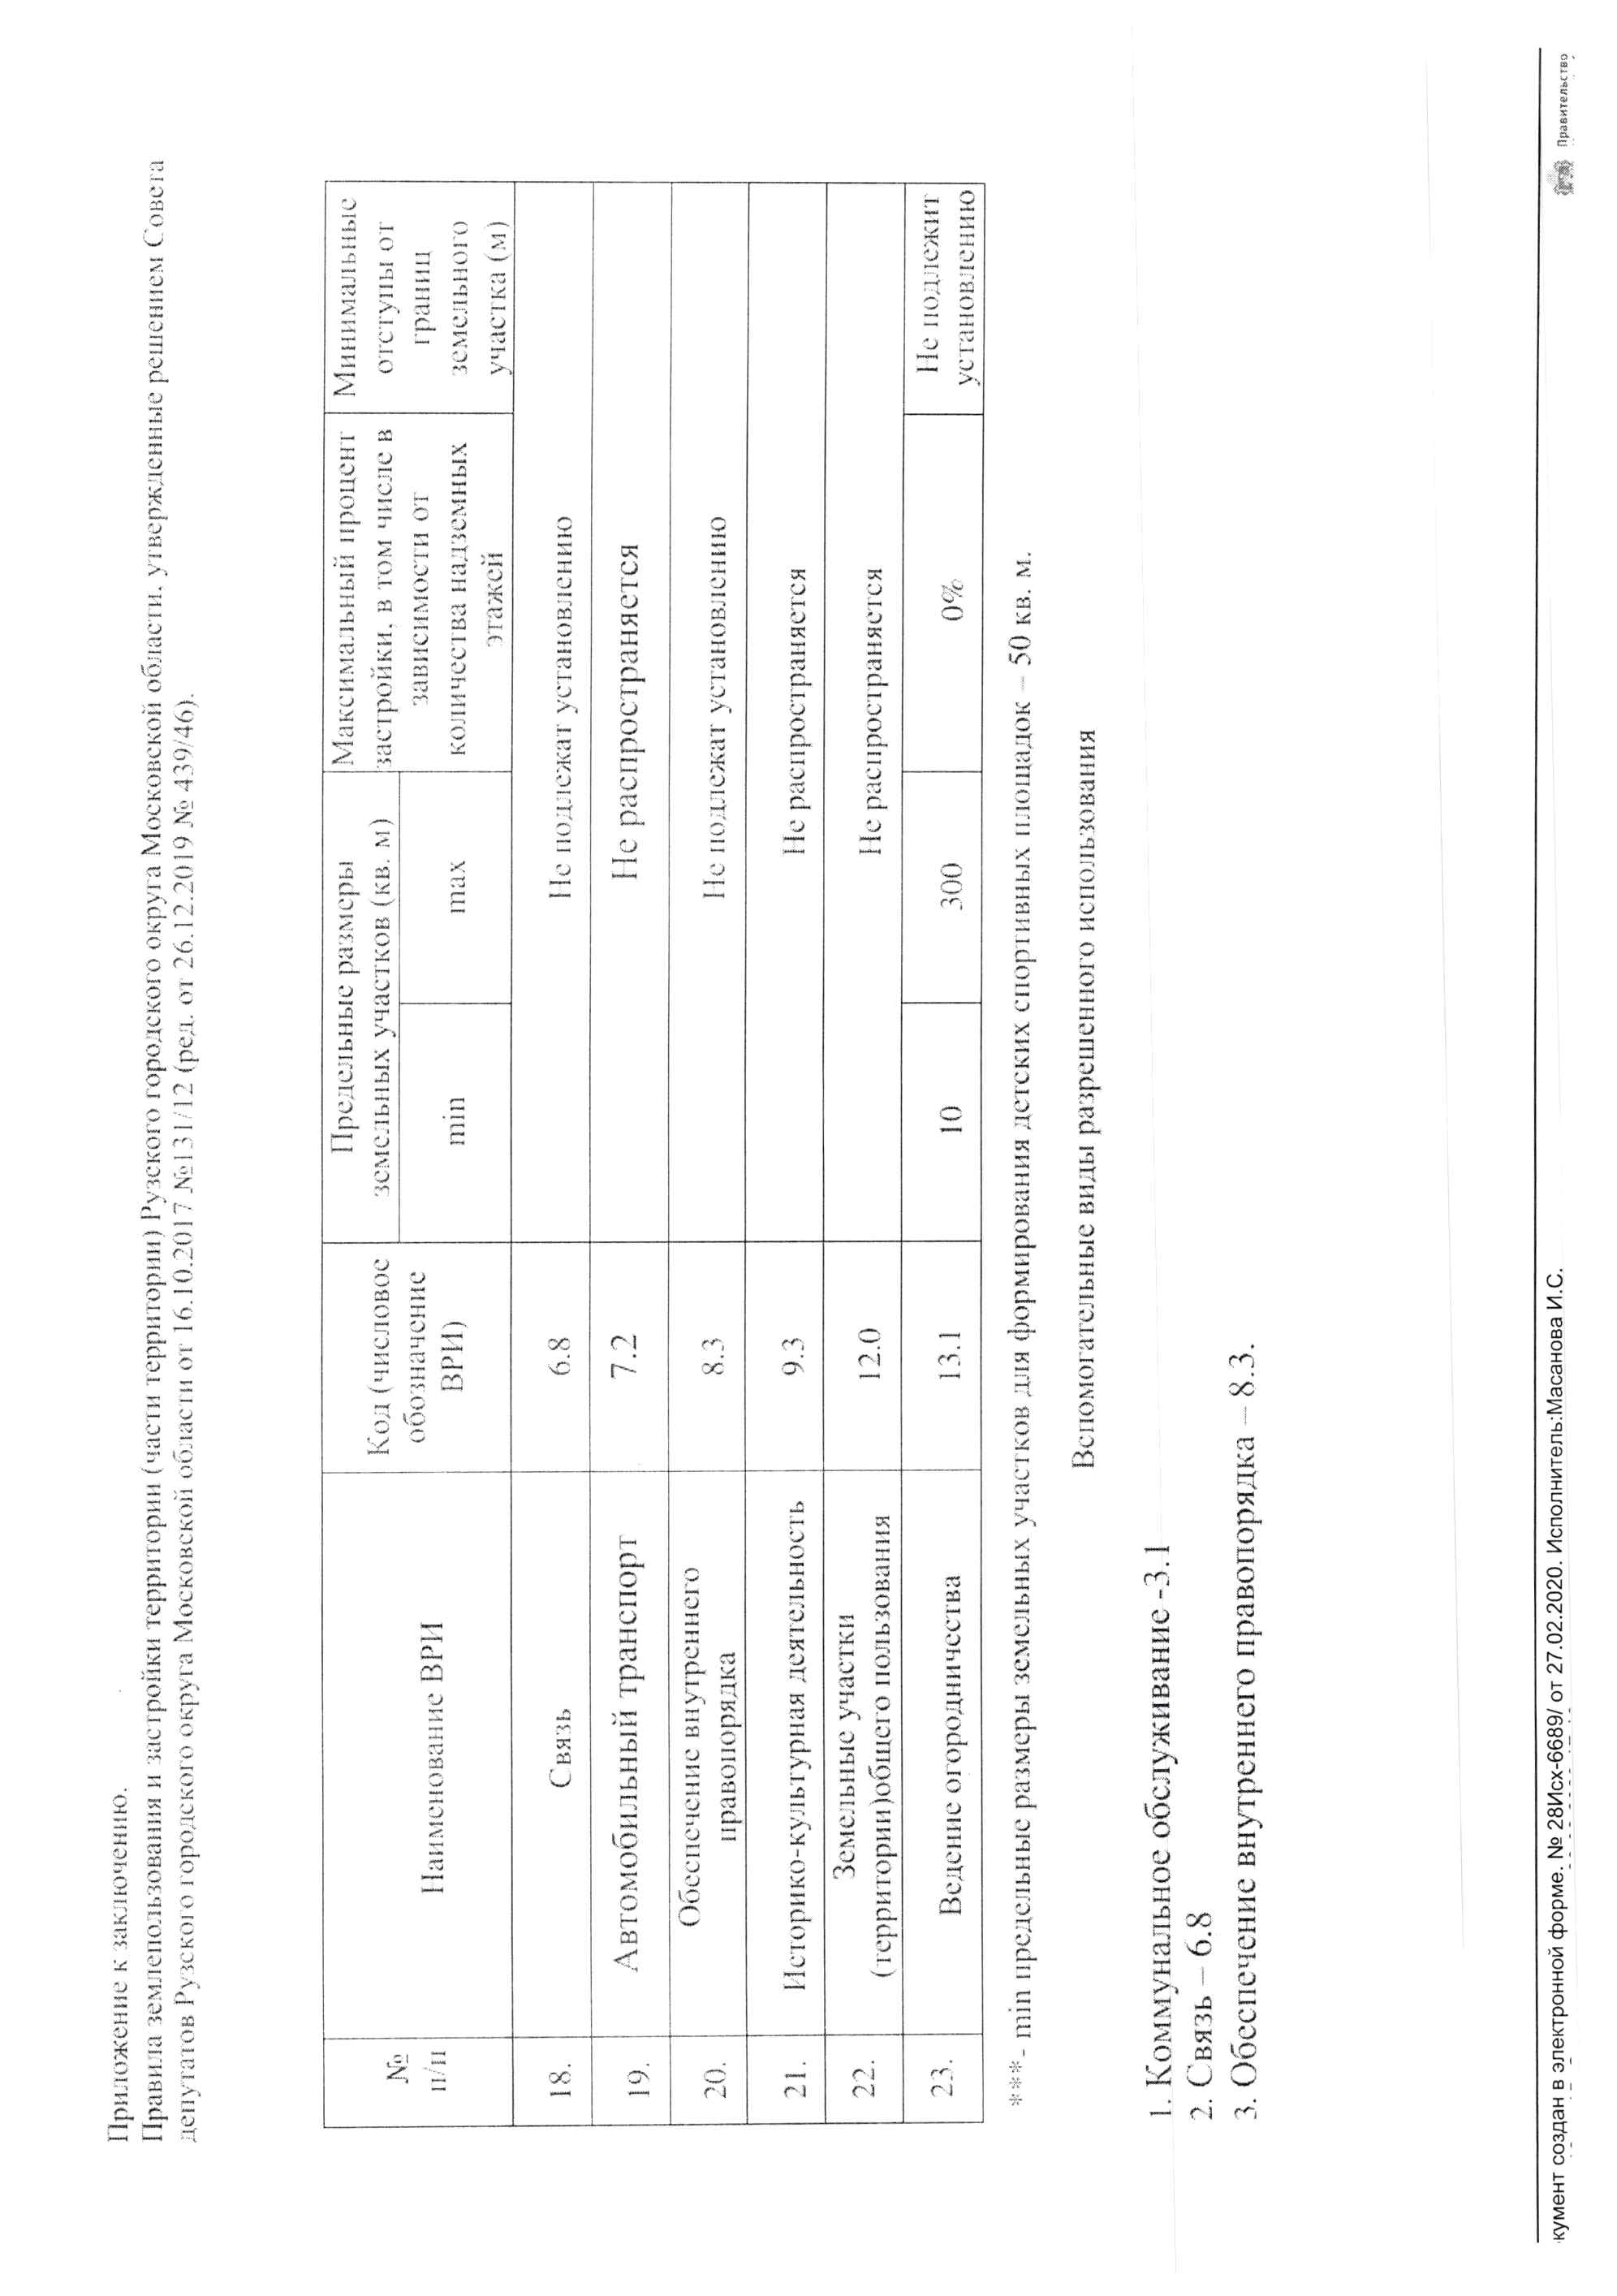 Приложение к заключению.
Правила землепользования и застройки территории (части территории) Рузского городского округа Московской области, утвержденные решением Совета
депутатов Рузского городского округа Московской области от 16.10.2017 №131/12 (ред. от 26.12.2019 № 439/46).
№
п/п
Наименование ВРИ
Код (числовое
обозначение
ВРИ)
Предельные размеры
земельных участков (кв. м)
min
max
Максимальный процент
застройки, в том числе в
зависимости от
количества надземных
этажей
Минимальные
отступы от
границ
земельного
участка (м)
18. Связь 6.8 Не подлежат установлению
19. Автомобильный транспорт 7.2 Не распространяется
20. Обеспечение внутреннего
правопорядка 8.3 Не подлежат установлению
21. Историко-культурная деятельность 9.3 Не распространяется
22. Земельные участки
(территории)общего пользования 12.0 Не распространяется
23. Ведение огородничества 13.1 10 300 0% Не подлежит
установлению
***- min предельные размеры земельных участков для формирования детских спортивных площадок – 50 кв. м.
Вспомогательные виды разрешенного использования
1. Коммунальное обслуживание -3.1
2. Связь – 6.8
3. Обеспечение внутреннего правопорядка – 8.3.
кумент создан в электронной форме. № 28Исх-6689/ от 27.02.2020. Исполнитель:Масанова И.С.
Правительство